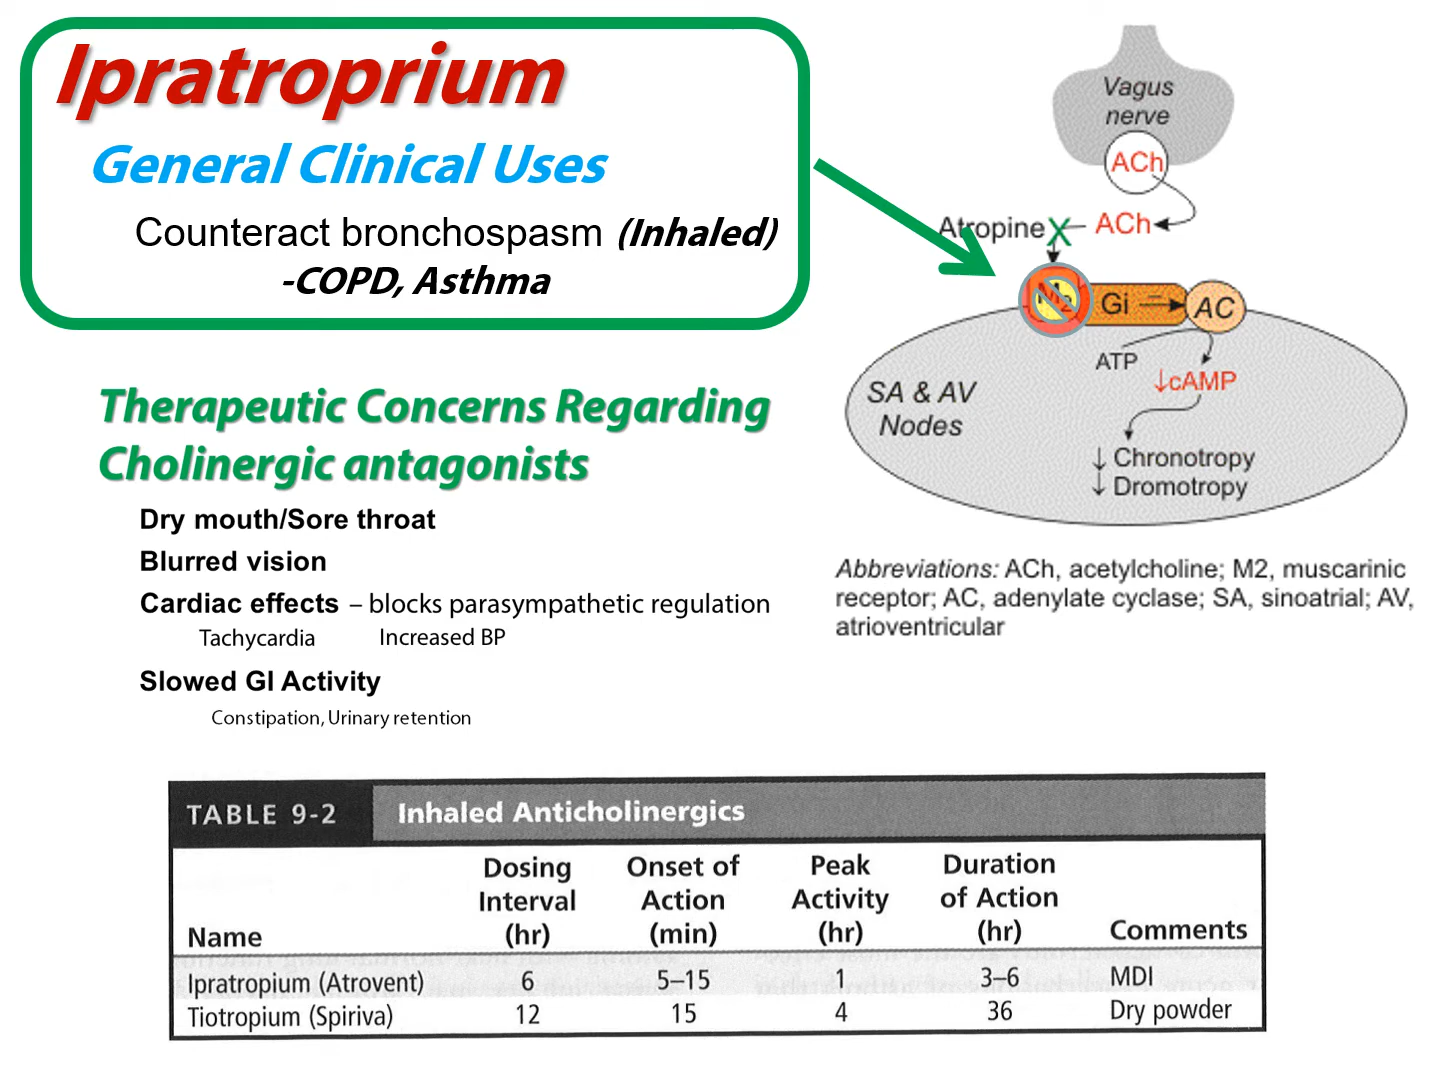 Ipratroprium
General Clinical Uses
Counteract bronchospasm (Inhaled)
-COPD, Asthma
Vagus
nerve
ACh
Atropine X ACh
M2 Gi AC
ATP
↓cAMP
SA & AV
Nodes
↓ Chronotropy
↓ Dromotropy
Abbreviations: ACh, acetylcholine; M2, muscarinic
receptor; AC, adenylate cyclase; SA, sinoatrial; AV,
atrioventricular
Therapeutic Concerns Regarding
Cholinergic antagonists
Dry mouth/Sore throat
Blurred vision
Cardiac effects – blocks parasympathetic regulation
Tachycardia Increased BP
Slowed GI Activity
Constipation, Urinary retention
TABLE 9-2 Inhaled Anticholinergics
Dosing Onset of Peak Duration
Interval Action Activity of Action
Name (hr) (min) (hr) (hr) Comments
Ipratropium (Atrovent) 6 5–15 1 3–6 MDI
Tiotropium (Spiriva) 12 15 4 36 Dry powder